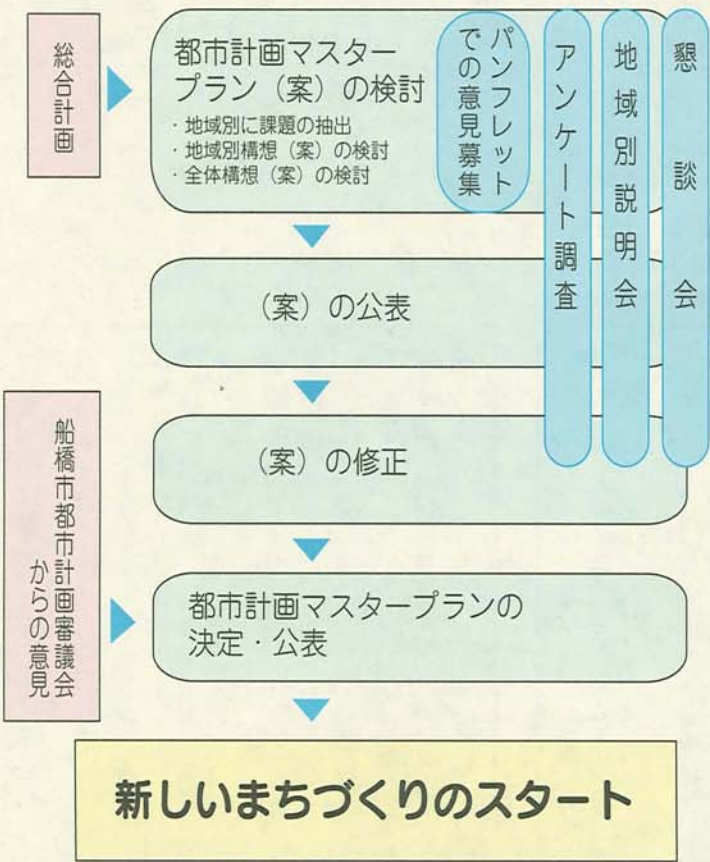 総合計画
都市計画マスター
プラン（案）の検討
・地域別に課題の抽出
・地域別構想（案）の検討
・全体構想（案）の検討
パンフレット
での意見募集
アンケート調査
地域別説明会
懇談会
（案）の公表
（案）の修正
船橋市都市計画審議会
からの意見
都市計画マスタープランの
決定・公表
新しいまちづくりのスタート